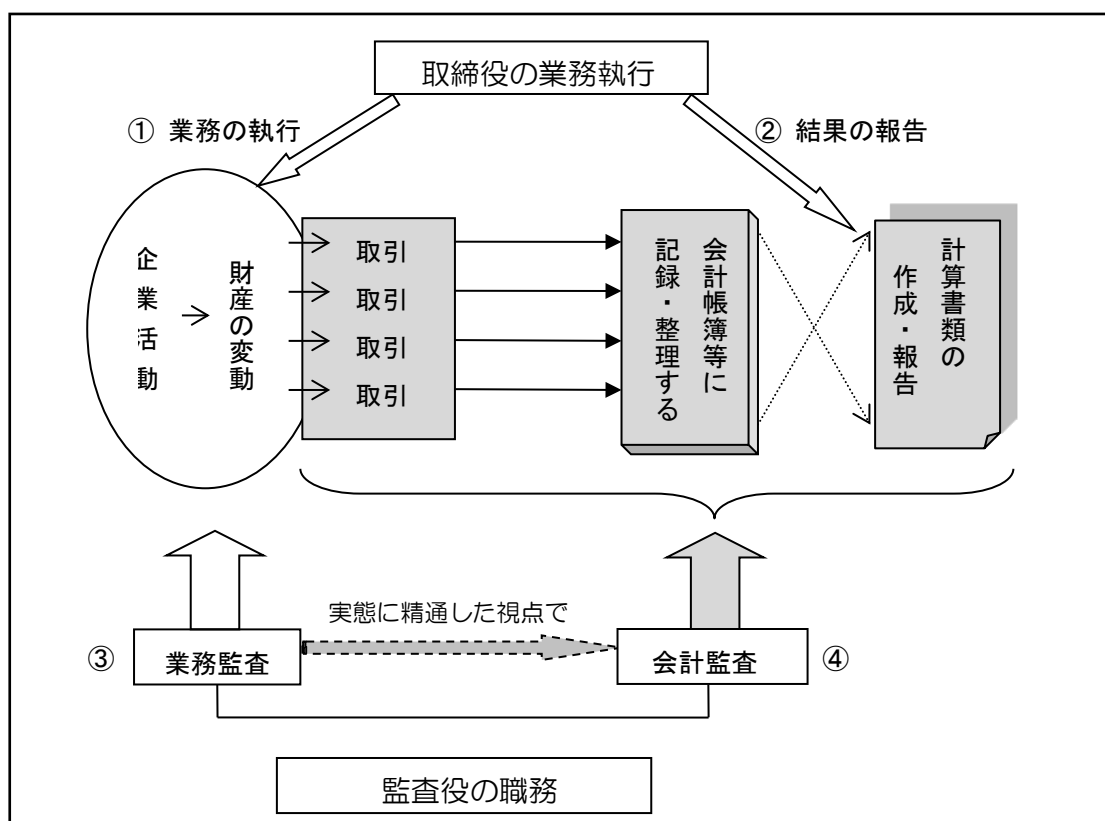 取締役の業務執行
① 業務の執行
② 結果の報告
企業活動
財産の変動
取引
取引
取引
取引
会計帳簿等に
記録・整理する
計算書類の
作成・報告
実態に精通した視点で
③
業務監査
会計監査
④
監査役の職務